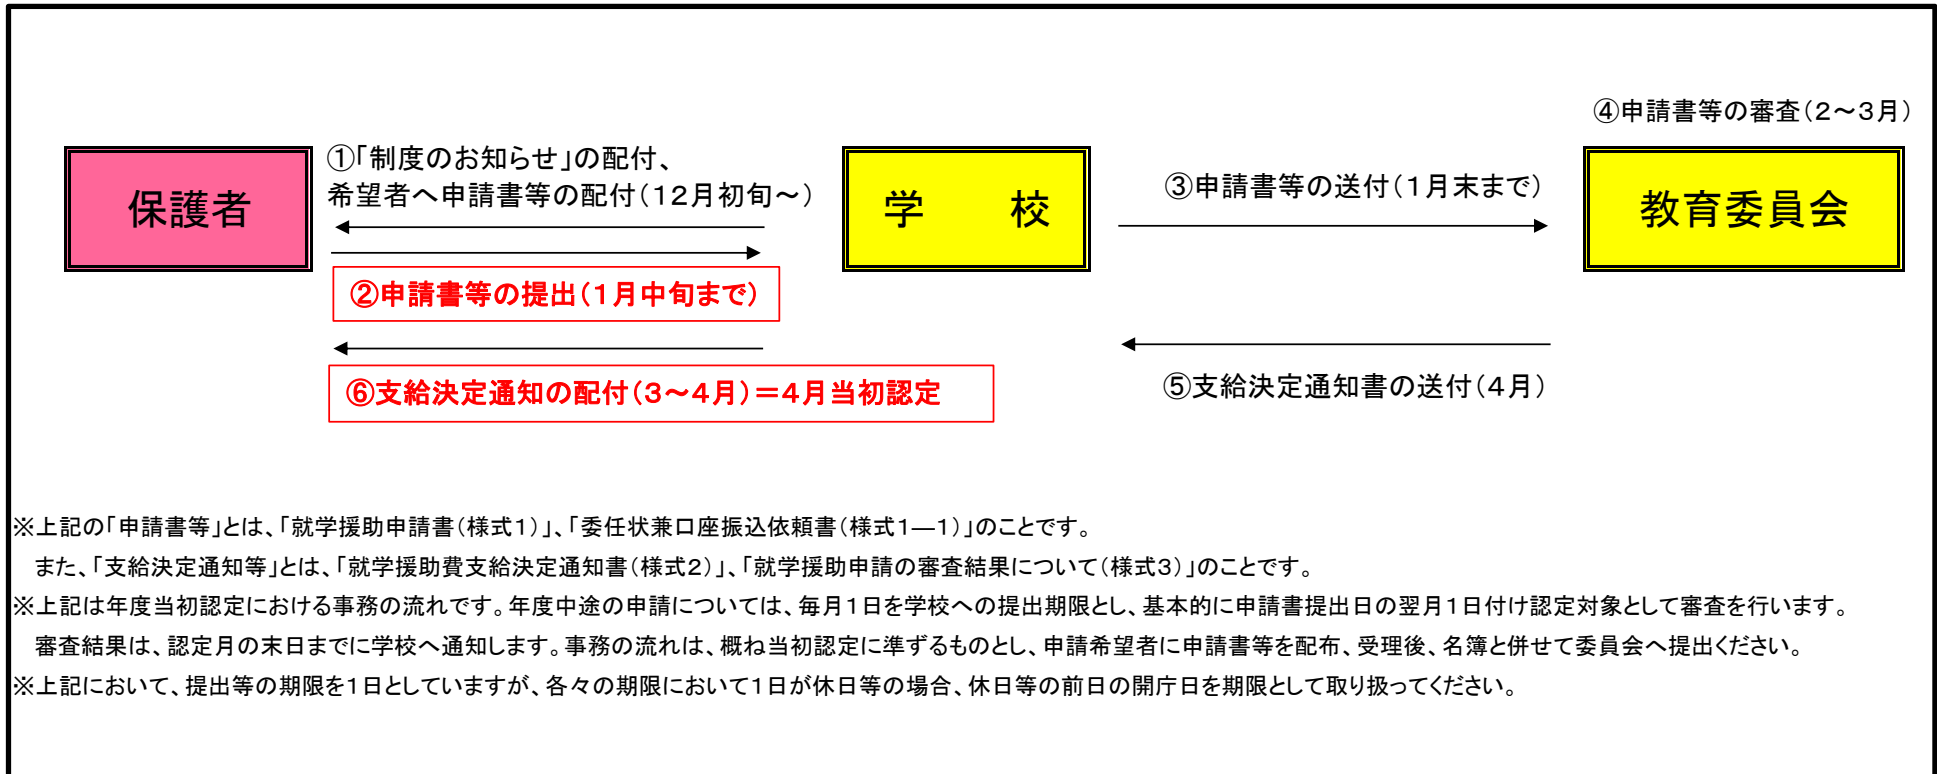 ④申請書等の審査（2～3月）
保護者
①「制度のお知らせ」の配付、
希望者へ申請書等の配付（12月初旬～）
学　　校
③申請書等の送付（1月末まで）
教育委員会
②申請書等の提出（1月中旬まで）
⑥支給決定通知の配付（3～4月）＝4月当初認定
⑤支給決定通知書の送付（4月）
※上記の「申請書等」とは、「就学援助申請書（様式1）」、「委任状兼口座振込依頼書（様式1―1）」のことです。
また、「支給決定通知等」とは、「就学援助費支給決定通知書（様式2）」、「就学援助申請の審査結果について（様式3）」のことです。
※上記は年度当初認定における事務の流れです。年度中途の申請については、毎月1日を学校への提出期限とし、基本的に申請書提出日の翌月1日付け認定対象として審査を行います。
審査結果は、認定月の末日までに学校へ通知します。事務の流れは、概ね当初認定に準ずるものとし、申請希望者に申請書等を配布、受理後、名簿と併せて委員会へ提出ください。
※上記において、提出等の期限を1日としていますが、各々の期限において1日が休日等の場合、休日等の前日の開庁日を期限として取り扱ってください。